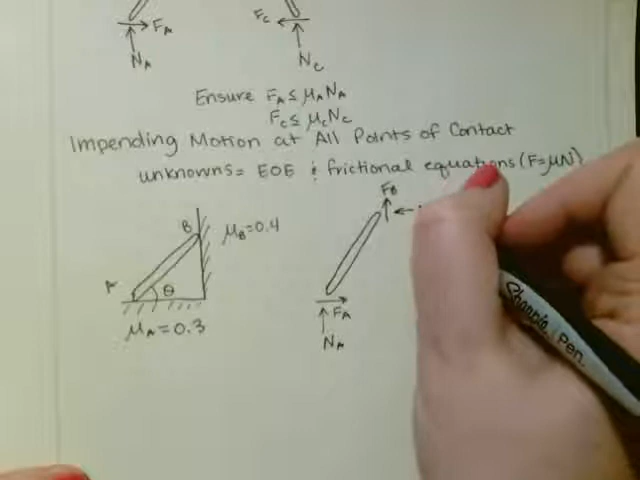 F_A F_C
N_A N_C
Ensure F_A ≤ μ_A N_A
F_C ≤ μ_C N_C
Impending Motion at All Points of Contact
unknowns = EOE & frictional equations (F=μN)
F_B
B μ_B=0.4
A θ
F_A
μ_A=0.3
N_A
Sharpie Pen.